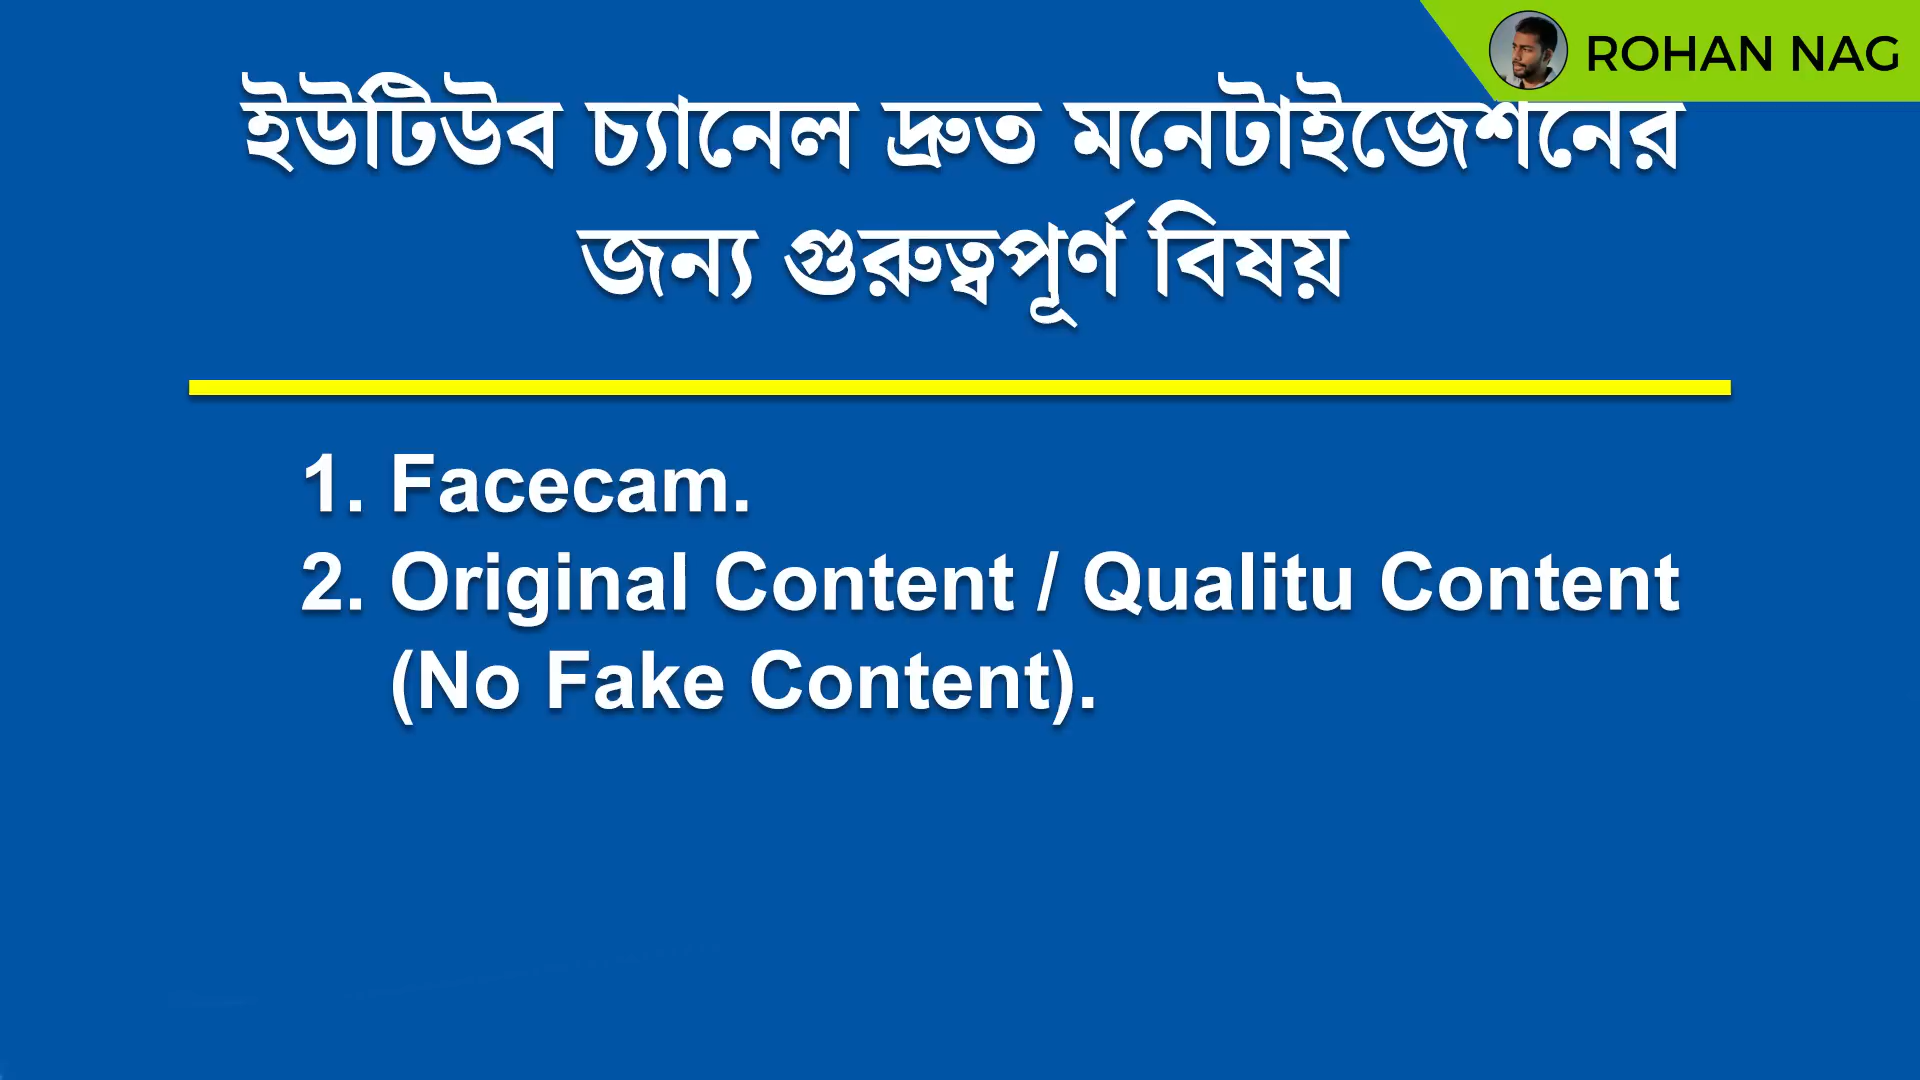 ROHAN NAG
ইউটিউব চ্যানেল দ্রুত মনেটাইজেশনের
জন্য গুরুত্বপূর্ণ বিষয়
1. Facecam.
2. Original Content / Qualitu Content
(No Fake Content).